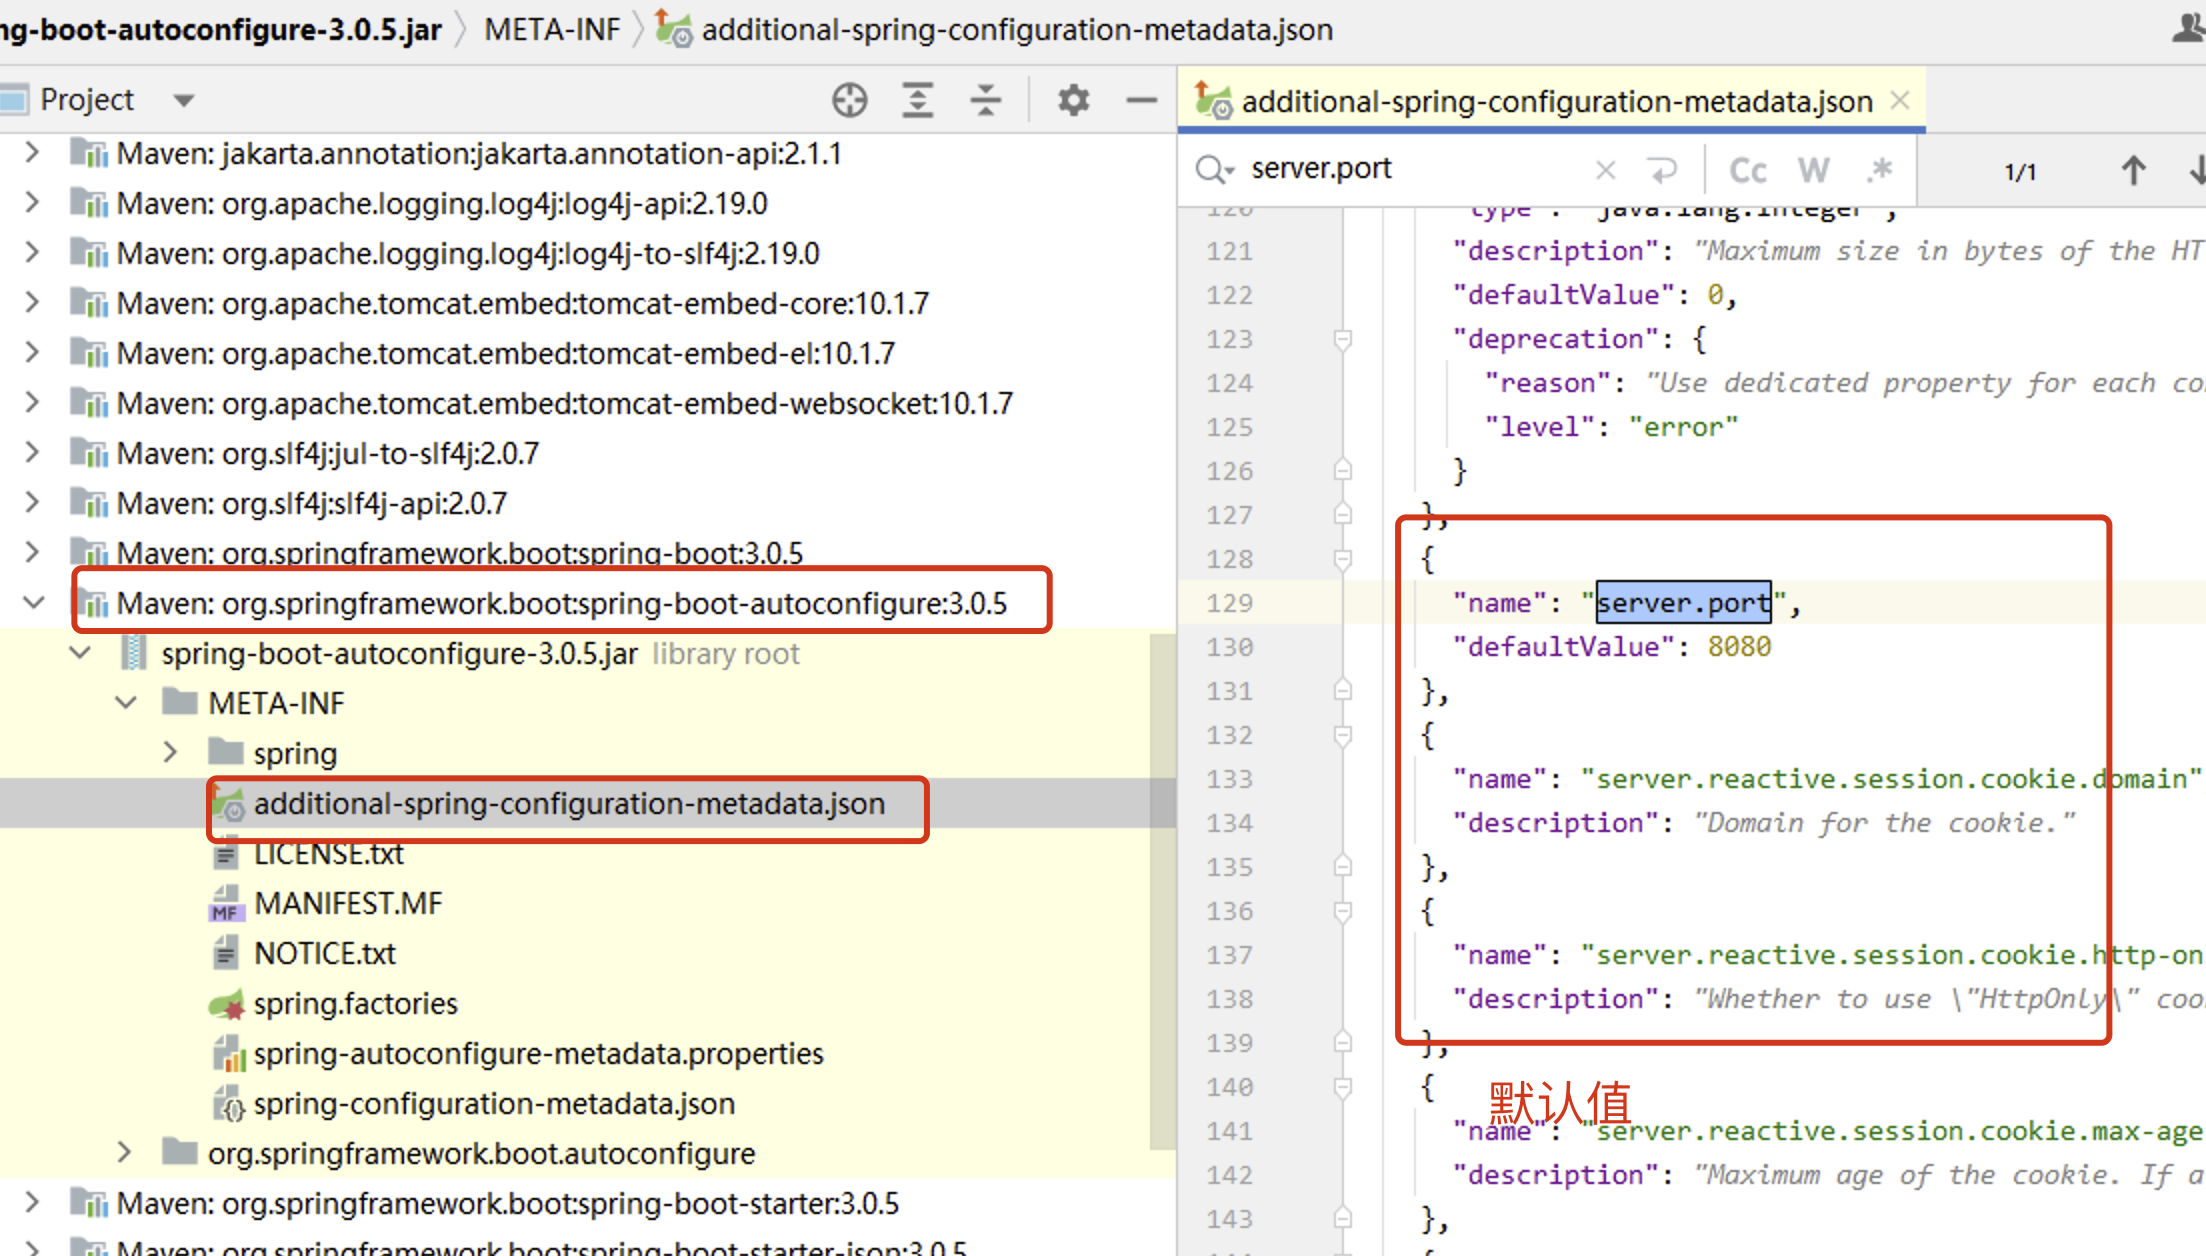 ng-boot-autoconfigure-3.0.5.jar META-INF additional-spring-configuration-metadata.json
Project
Maven: jakarta.annotation:jakarta.annotation-api:2.1.1
Maven: org.apache.logging.log4j:log4j-api:2.19.0
Maven: org.apache.logging.log4j:log4j-to-slf4j:2.19.0
Maven: org.apache.tomcat.embed:tomcat-embed-core:10.1.7
Maven: org.apache.tomcat.embed:tomcat-embed-el:10.1.7
Maven: org.apache.tomcat.embed:tomcat-embed-websocket:10.1.7
Maven: org.slf4j:jul-to-slf4j:2.0.7
Maven: org.slf4j:slf4j-api:2.0.7
Maven: org.springframework.boot:spring-boot:3.0.5
Maven: org.springframework.boot:spring-boot-autoconfigure:3.0.5
spring-boot-autoconfigure-3.0.5.jar library root
META-INF
spring
additional-spring-configuration-metadata.json
LICENSE.txt
MF MANIFEST.MF
NOTICE.txt
spring.factories
spring-autoconfigure-metadata.properties
spring-configuration-metadata.json
org.springframework.boot.autoconfigure
Maven: org.springframework.boot:spring-boot-starter:3.0.5
Maven: org.springframework.boot:spring-boot-starter-json:3.0.5
additional-spring-configuration-metadata.json
server.port Cc W .* 1/1
120 "type": "java.lang.Integer",
121 "description": "Maximum size in bytes of the HT
122 "defaultValue": 0,
123 "deprecation": {
124 "reason": "Use dedicated property for each co
125 "level": "error"
126 }
127 },
128 {
129 "name": "server.port",
130 "defaultValue": 8080
131 },
132 {
133 "name": "server.reactive.session.cookie.domain"
134 "description": "Domain for the cookie."
135 },
136 {
137 "name": "server.reactive.session.cookie.http-on
138 "description": "Whether to use \"HttpOnly\" coo
139 },
140 {
默认值
141 "name": "server.reactive.session.cookie.max-age
142 "description": "Maximum age of the cookie. If a
143 },